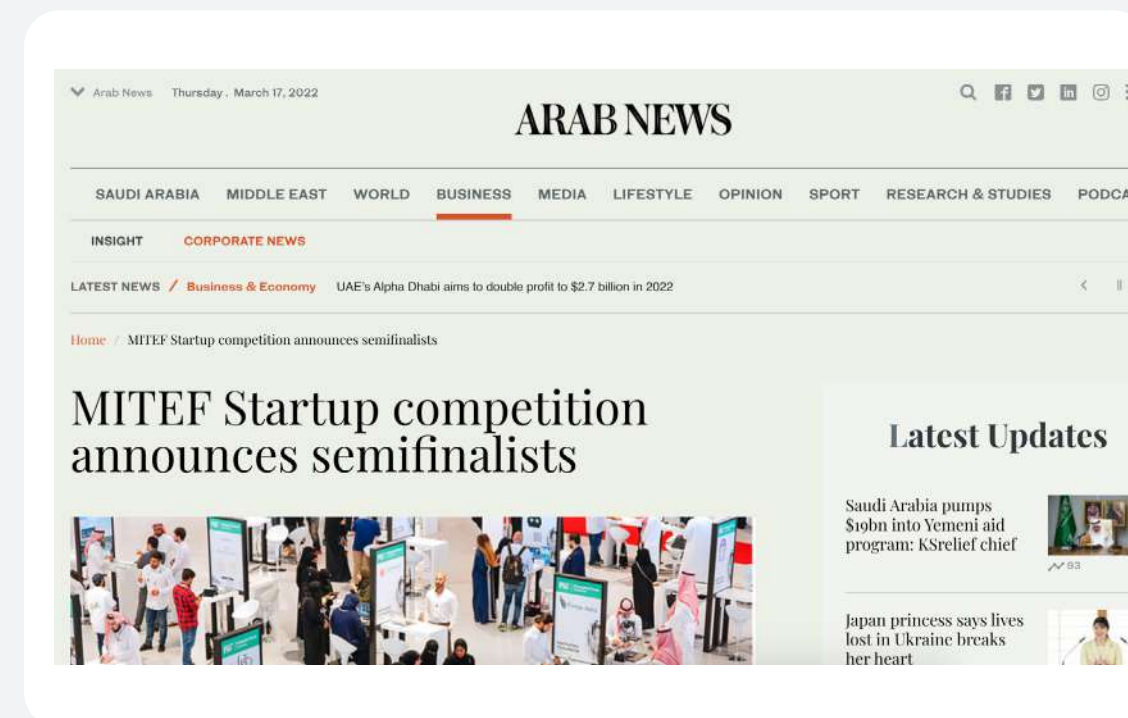 Arab News Thursday . March 17, 2022
ARAB NEWS
SAUDI ARABIA MIDDLE EAST WORLD BUSINESS MEDIA LIFESTYLE OPINION SPORT RESEARCH & STUDIES PODCA
INSIGHT CORPORATE NEWS
LATEST NEWS / Business & Economy UAE's Alpha Dhabi aims to double profit to $2.7 billion in 2022
Home / MITEF Startup competition announces semifinalists
MITEF Startup competition
announces semifinalists
Latest Updates
Saudi Arabia pumps
$19bn into Yemeni aid
program: KSrelief chief
93
Japan princess says lives
lost in Ukraine breaks
her heart